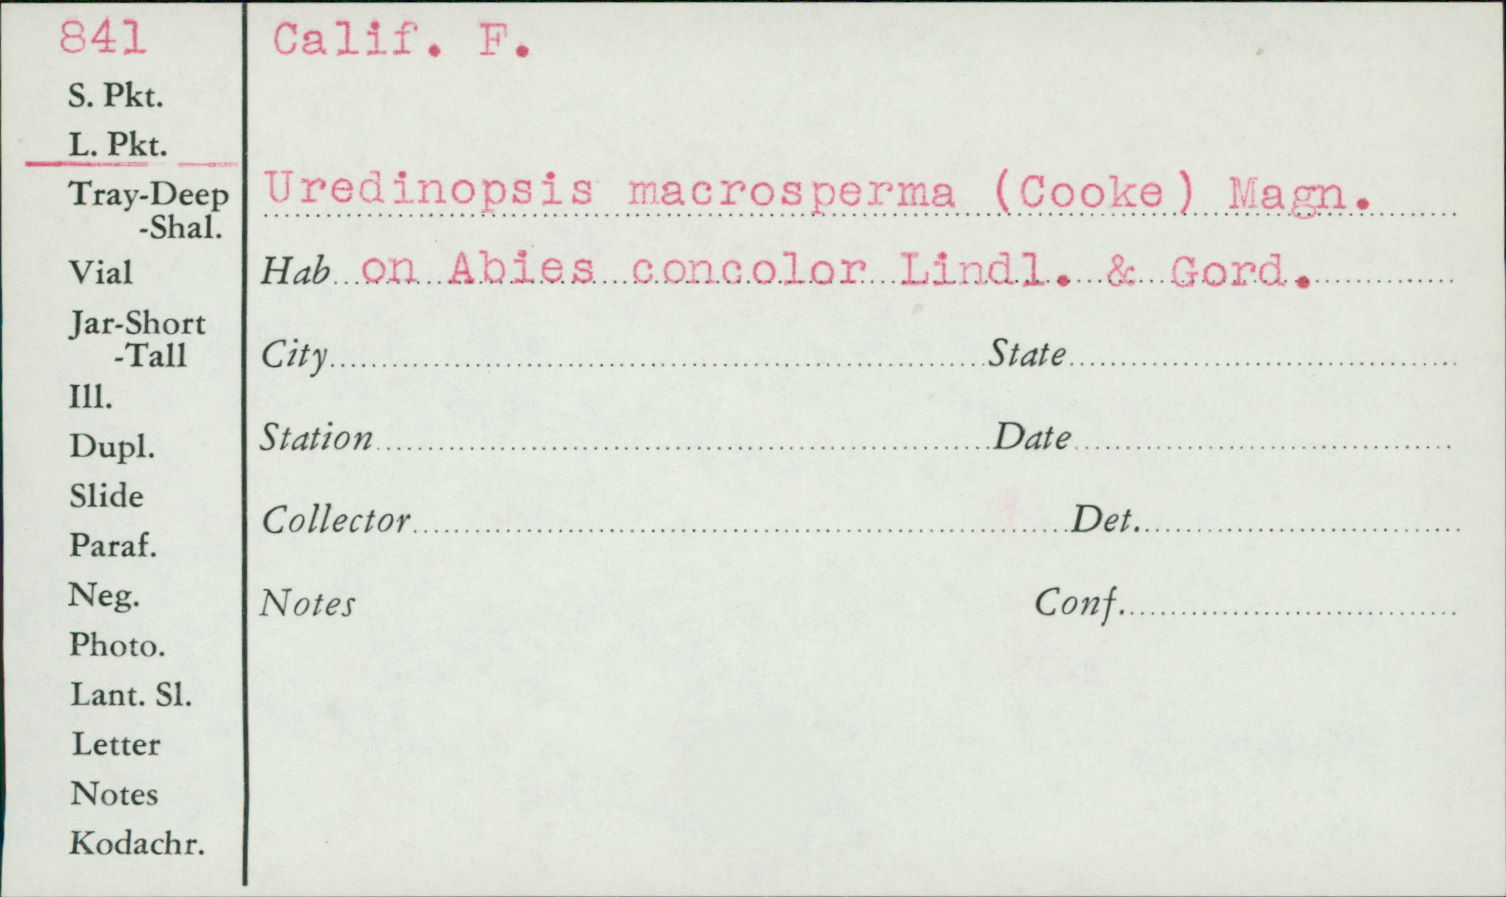 841
Calif. F.
S. Pkt.
L. Pkt.
Tray-Deep
-Shal.
Vial
Jar-Short
-Tall
Ill.
Dupl.
Slide
Paraf.
Neg.
Photo.
Lant. Sl.
Letter
Notes
Kodachr.
Uredinopsis macrosperma (Cooke) Magn.
Hab on Abies concolor Lindl. & Gord.
City State
Station Date
Collector Det.
Notes Conf.